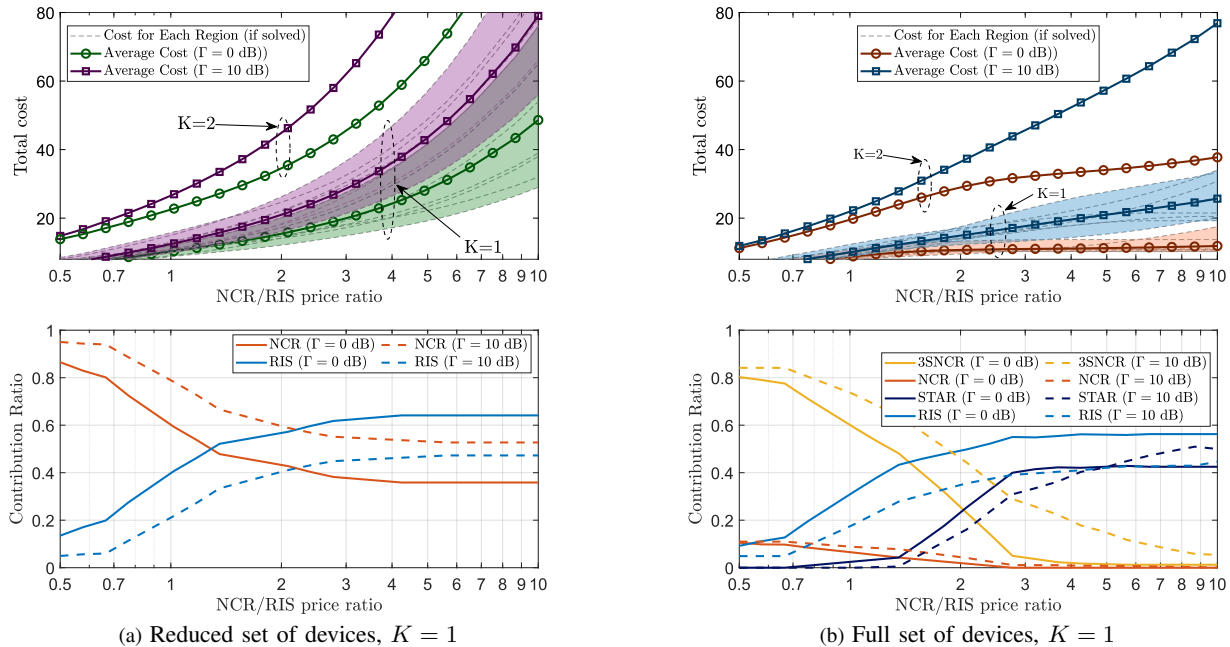 80
60
40
20
Total cost
Cost for Each Region (if solved)
Average Cost (Γ = 0 dB))
Average Cost (Γ = 10 dB)
K=2
K=1
0.5 0.7 1 2 3 4 5 6 7 8 9 10
NCR/RIS price ratio
80
60
40
20
Total cost
Cost for Each Region (if solved)
Average Cost (Γ = 0 dB))
Average Cost (Γ = 10 dB)
K=2
K=1
0.5 0.7 1 2 3 4 5 6 7 8 9 10
NCR/RIS price ratio
1
0.8
0.6
0.4
0.2
0
Contribution Ratio
NCR (Γ = 0 dB) NCR (Γ = 10 dB)
RIS (Γ = 0 dB) RIS (Γ = 10 dB)
0.5 0.7 1 2 3 4 5 6 7 8 9 10
NCR/RIS price ratio
(a) Reduced set of devices, K = 1
1
0.8
0.6
0.4
0.2
0
Contribution Ratio
3SNCR (Γ = 0 dB) 3SNCR (Γ = 10 dB)
NCR (Γ = 0 dB) NCR (Γ = 10 dB)
STAR (Γ = 0 dB) STAR (Γ = 10 dB)
RIS (Γ = 0 dB) RIS (Γ = 10 dB)
0.5 0.7 1 2 3 4 5 6 7 8 9 10
NCR/RIS price ratio
(b) Full set of devices, K = 1